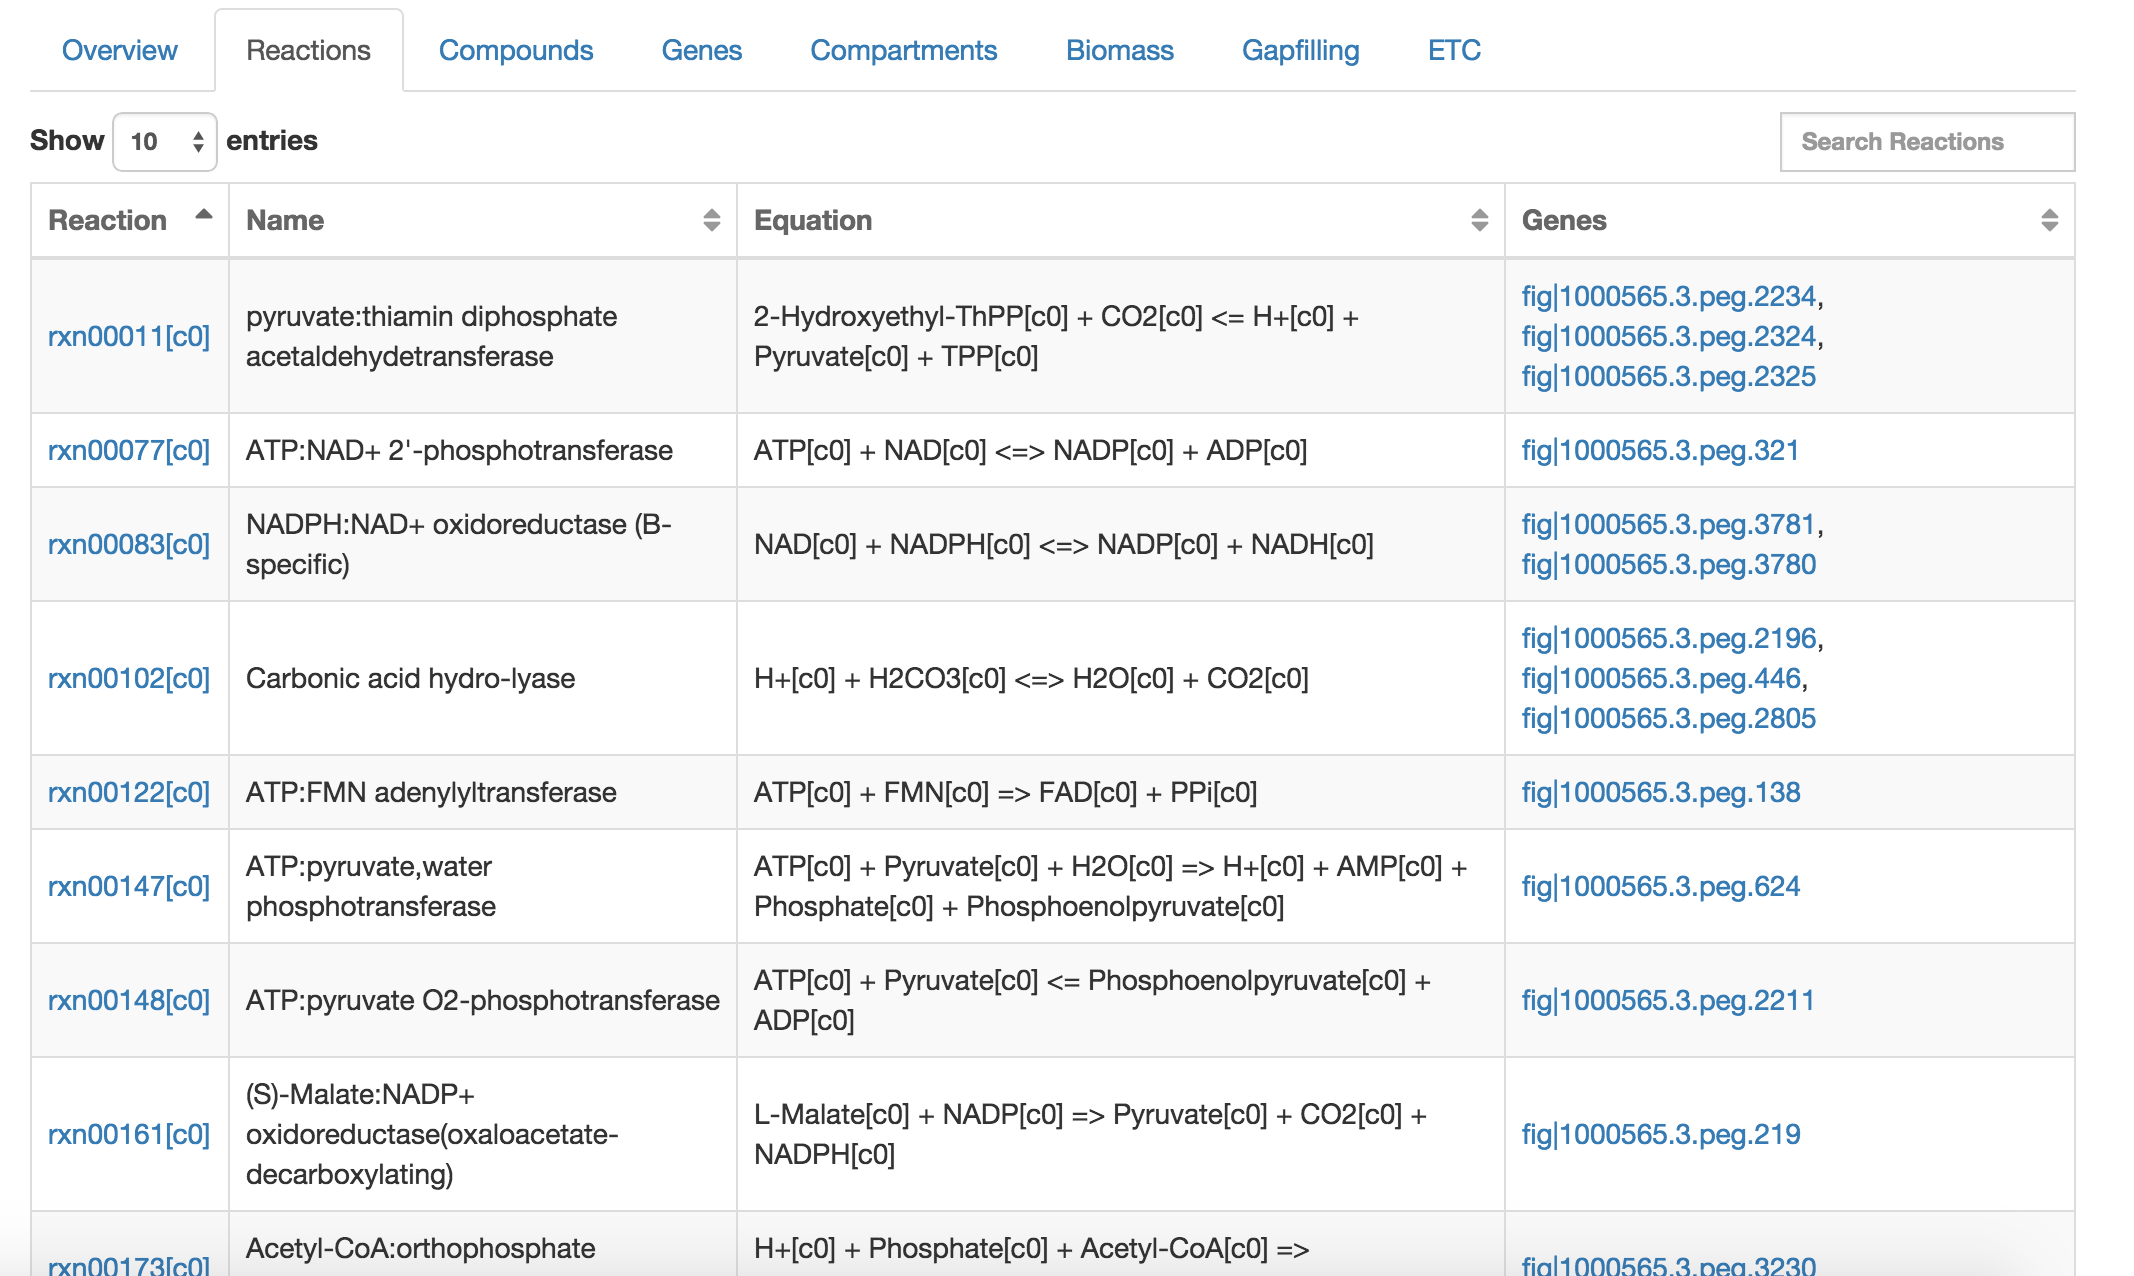 Overview Reactions Compounds Genes Compartments Biomass Gapfilling ETC
Show 10 entries Search Reactions
Reaction Name Equation Genes
rxn00011[c0]
pyruvate:thiamin diphosphate
acetaldehydetransferase
2-Hydroxyethyl-ThPP[c0] + CO2[c0] <= H+[c0] +
Pyruvate[c0] + TPP[c0]
fig|1000565.3.peg.2234,
fig|1000565.3.peg.2324,
fig|1000565.3.peg.2325
rxn00077[c0] ATP:NAD+ 2'-phosphotransferase ATP[c0] + NAD[c0] <=> NADP[c0] + ADP[c0] fig|1000565.3.peg.321
rxn00083[c0]
NADPH:NAD+ oxidoreductase (B-
specific)
NAD[c0] + NADPH[c0] <=> NADP[c0] + NADH[c0]
fig|1000565.3.peg.3781,
fig|1000565.3.peg.3780
rxn00102[c0]
Carbonic acid hydro-lyase
H+[c0] + H2CO3[c0] <=> H2O[c0] + CO2[c0]
fig|1000565.3.peg.2196,
fig|1000565.3.peg.446,
fig|1000565.3.peg.2805
rxn00122[c0] ATP:FMN adenylyltransferase ATP[c0] + FMN[c0] => FAD[c0] + PPi[c0] fig|1000565.3.peg.138
rxn00147[c0]
ATP:pyruvate,water
phosphotransferase
ATP[c0] + Pyruvate[c0] + H2O[c0] => H+[c0] + AMP[c0] +
Phosphate[c0] + Phosphoenolpyruvate[c0]
fig|1000565.3.peg.624
rxn00148[c0]
ATP:pyruvate O2-phosphotransferase
ATP[c0] + Pyruvate[c0] <= Phosphoenolpyruvate[c0] +
ADP[c0]
fig|1000565.3.peg.2211
rxn00161[c0]
(S)-Malate:NADP+
oxidoreductase(oxaloacetate-
decarboxylating)
L-Malate[c0] + NADP[c0] => Pyruvate[c0] + CO2[c0] +
NADPH[c0]
fig|1000565.3.peg.219
rxn00173[c0]
Acetyl-CoA:orthophosphate
H+[c0] + Phosphate[c0] + Acetyl-CoA[c0] =>
fig|1000565.3.peg.3230